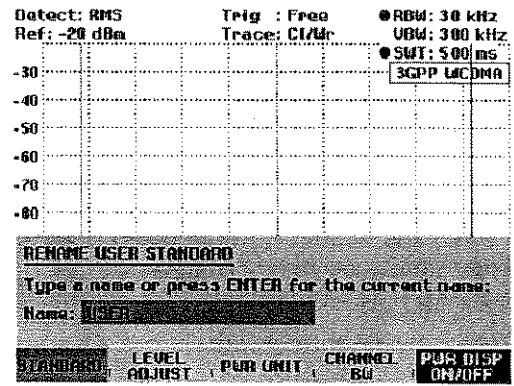 Detect: RMS Trig : Free RBW: 30 kHz
Ref: -20 dBm Trace: Cl/Wr VBW: 300 kHz
SWT: 500 ms
3GPP WCDMA
-30
-40
-50
-60
-70
-80
RENAME USER STANDARD
Type a name or press ENTER for the current name:
Name: USER
STANDARD LEVEL ADJUST PWR UNIT CHANNEL BW PWR DISP ON/OFF